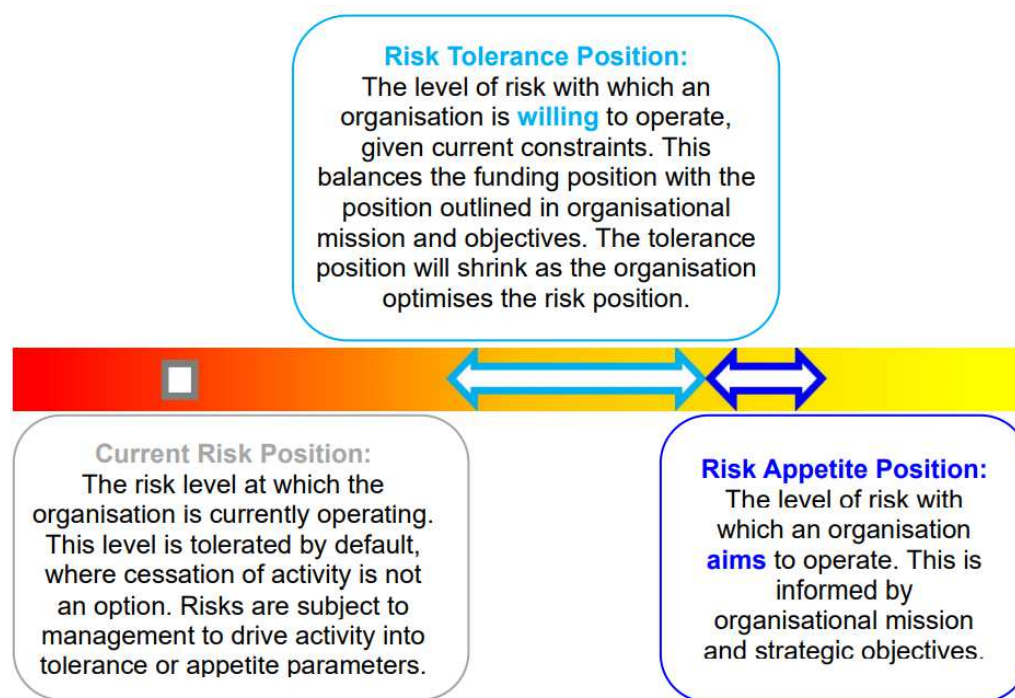 Risk Tolerance Position:
The level of risk with which an
organisation is willing to operate,
given current constraints. This
balances the funding position with the
position outlined in organisational
mission and objectives. The tolerance
position will shrink as the organisation
optimises the risk position.
Current Risk Position:
The risk level at which the
organisation is currently operating.
This level is tolerated by default,
where cessation of activity is not
an option. Risks are subject to
management to drive activity into
tolerance or appetite parameters.
Risk Appetite Position:
The level of risk with
which an organisation
aims to operate. This is
informed by
organisational mission
and strategic objectives.